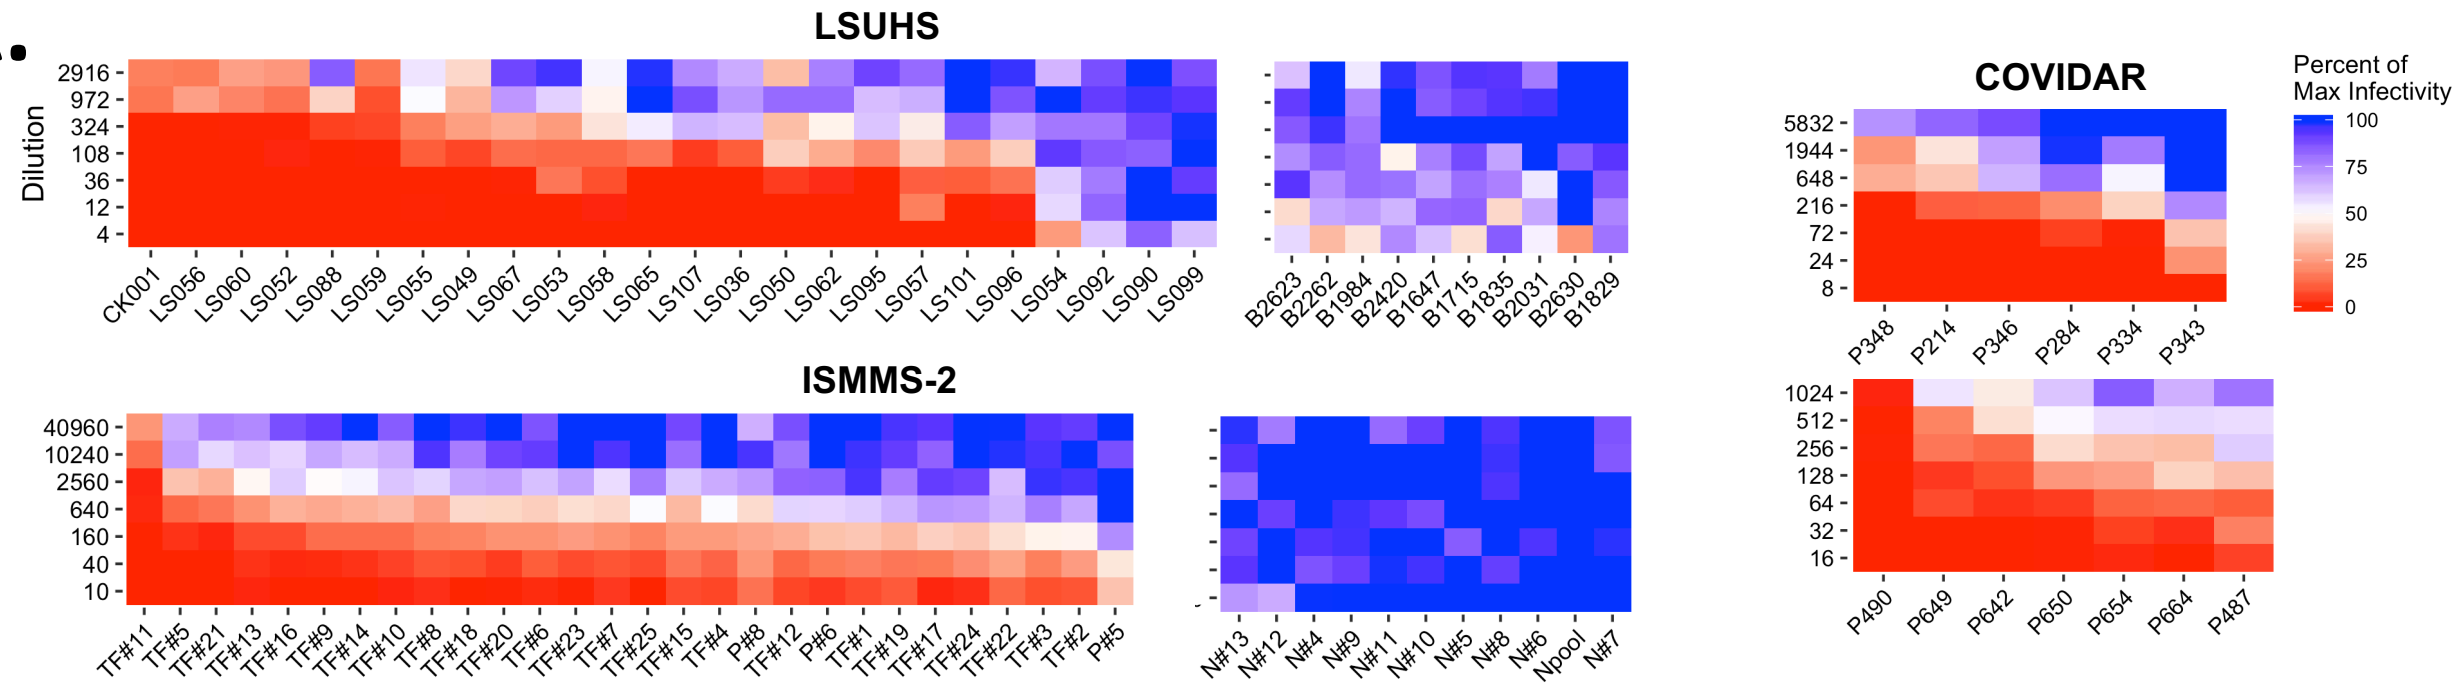 LSUHS
Dilution
2916
972
324
108
36
12
4
CK001 LS056 LS060 LS052 LS088 LS059 LS055 LS049 LS067 LS053 LS058 LS065 LS107 LS036 LS050 LS062 LS095 LS057 LS101 LS096 LS054 LS092 LS090 LS099
B2623 B2262 B1984 B2420 B1647 B1715 B1835 B2031 B2630 B1829
COVIDAR
5832
1944
648
216
72
24
8
P348 P214 P346 P284 P334 P343
Percent of
Max Infectivity
100
75
50
25
0
ISMMS-2
40960
10240
2560
640
160
40
10
TF#11 TF#5 TF#21 TF#13 TF#16 TF#9 TF#14 TF#10 TF#8 TF#18 TF#20 TF#6 TF#23 TF#7 TF#25 TF#15 TF#4 P#8 TF#12 P#6 TF#1 TF#19 TF#17 TF#24 TF#22 TF#3 TF#2 P#5
N#13 N#12 N#4 N#9 N#11 N#10 N#5 N#8 N#6 Npool N#7
1024
512
256
128
64
32
16
P490 P649 P642 P650 P654 P664 P487